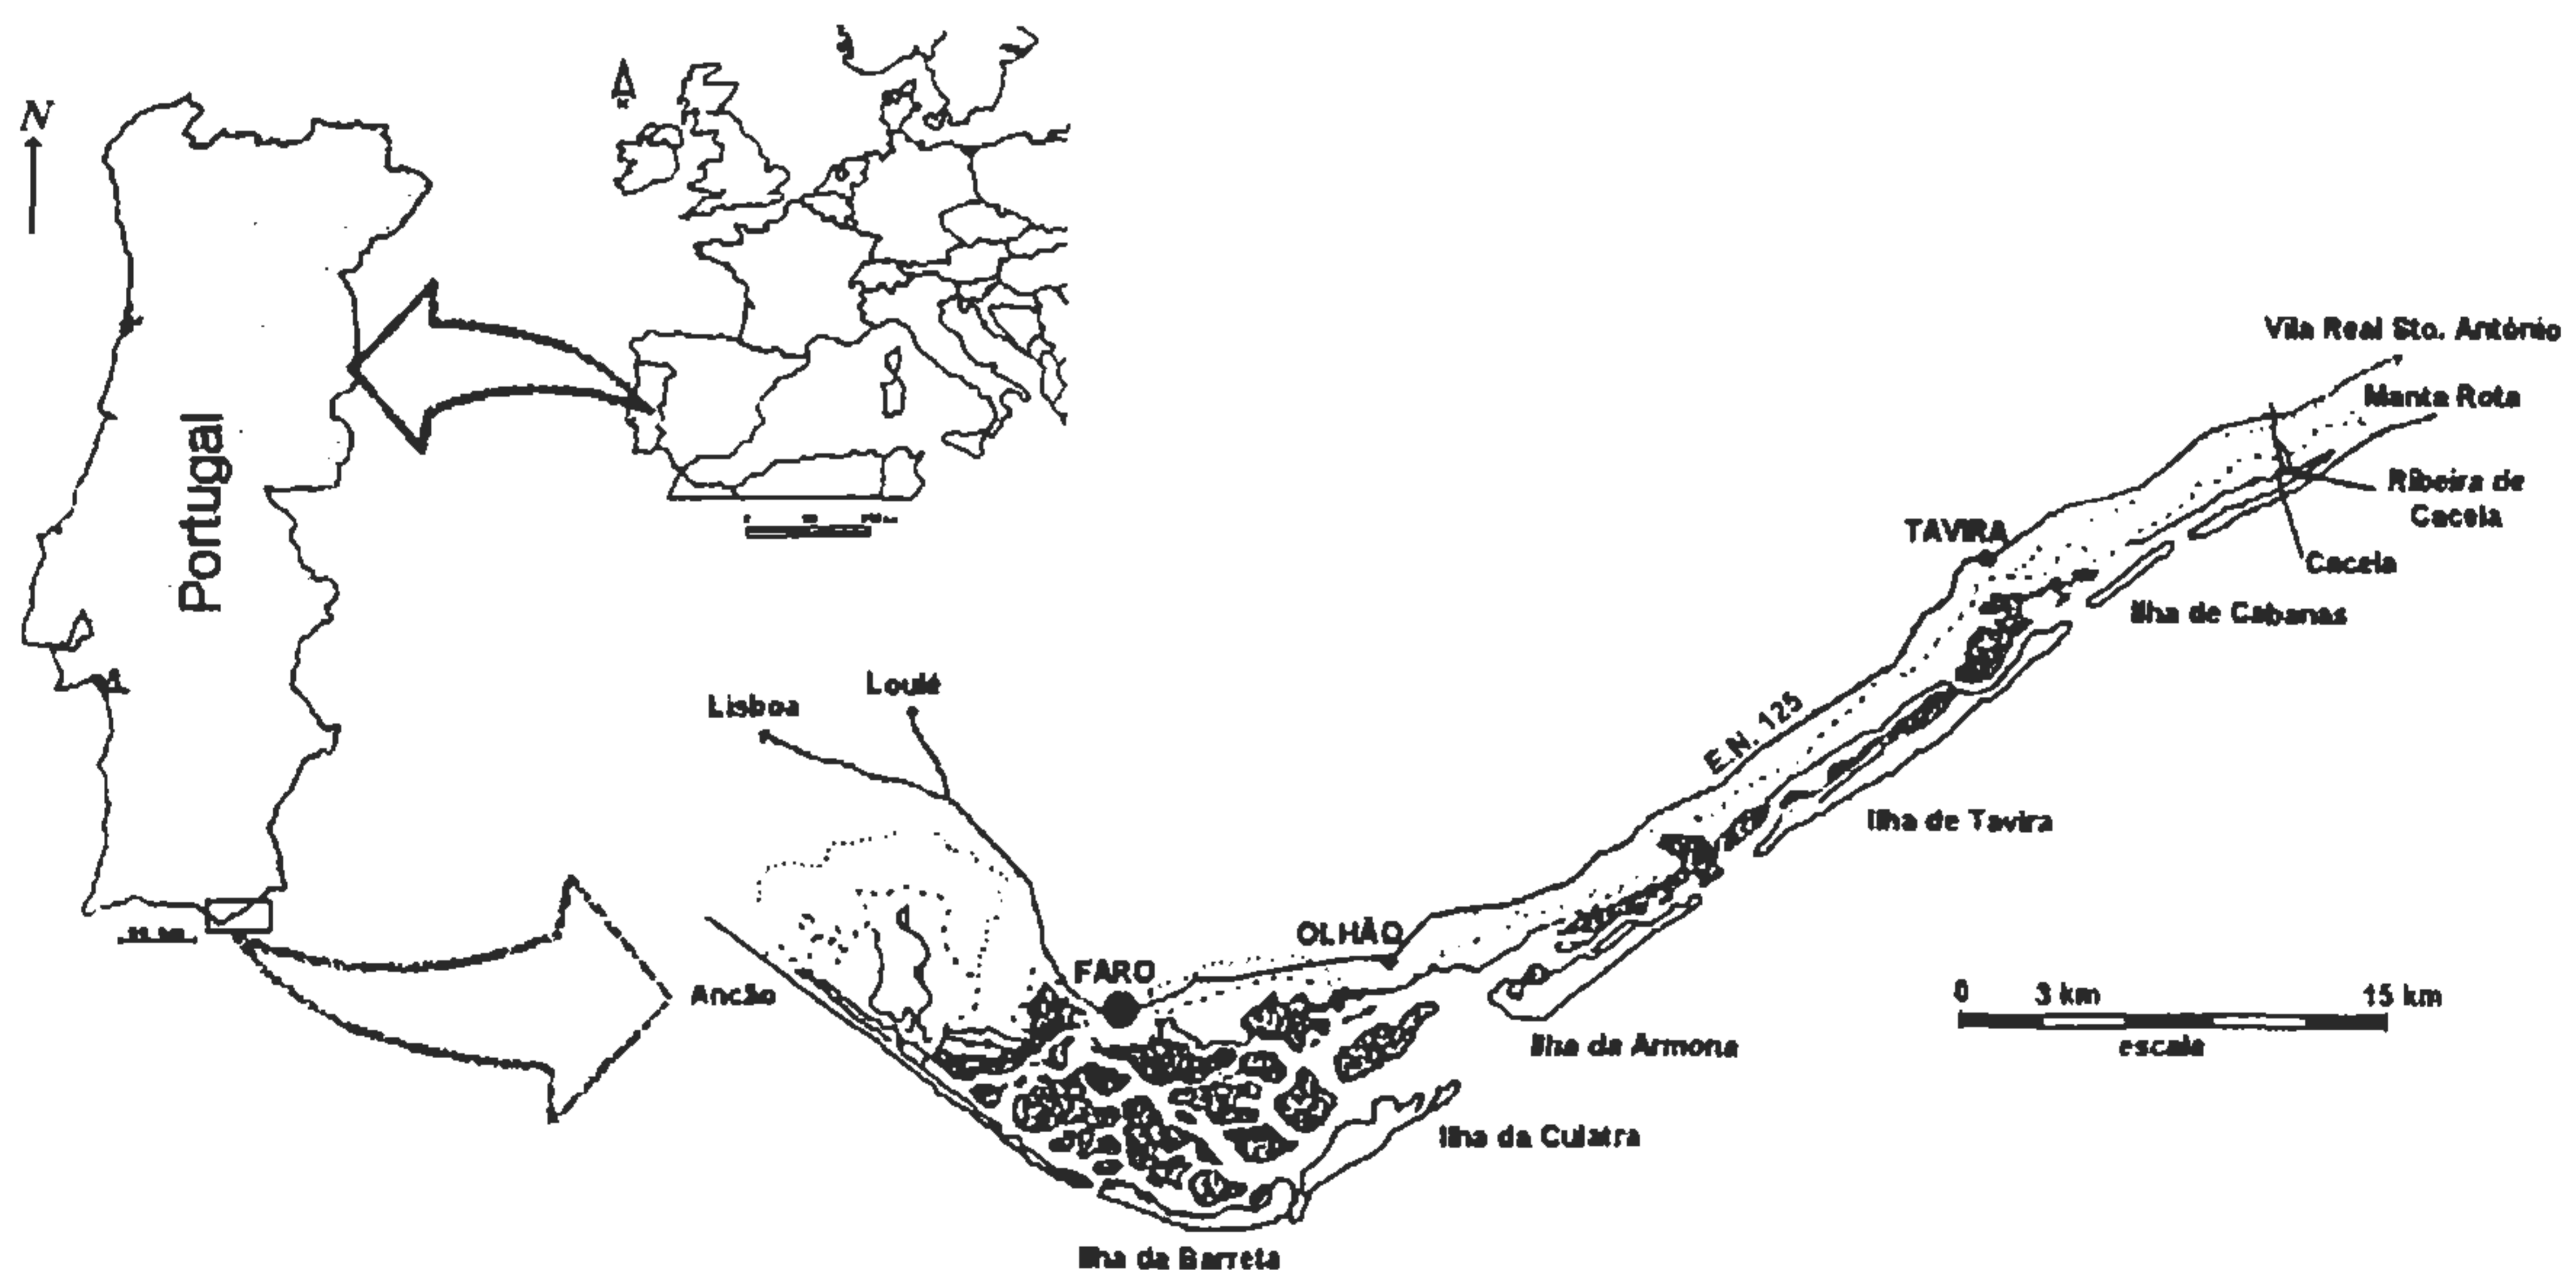 N
Portugal
Vila Real Sto. António
Manta Rota
Ribeira de
Cacela
Cacela
TAVIRA
Ilha de Cabanas
E.N. 125
Ilha de Tavira
Lisboa
Loulé
OLHÃO
FARO
Ancão
0 3 km 15 km
escala
Ilha da Armona
Ilha da Culatra
Ilha da Barreta